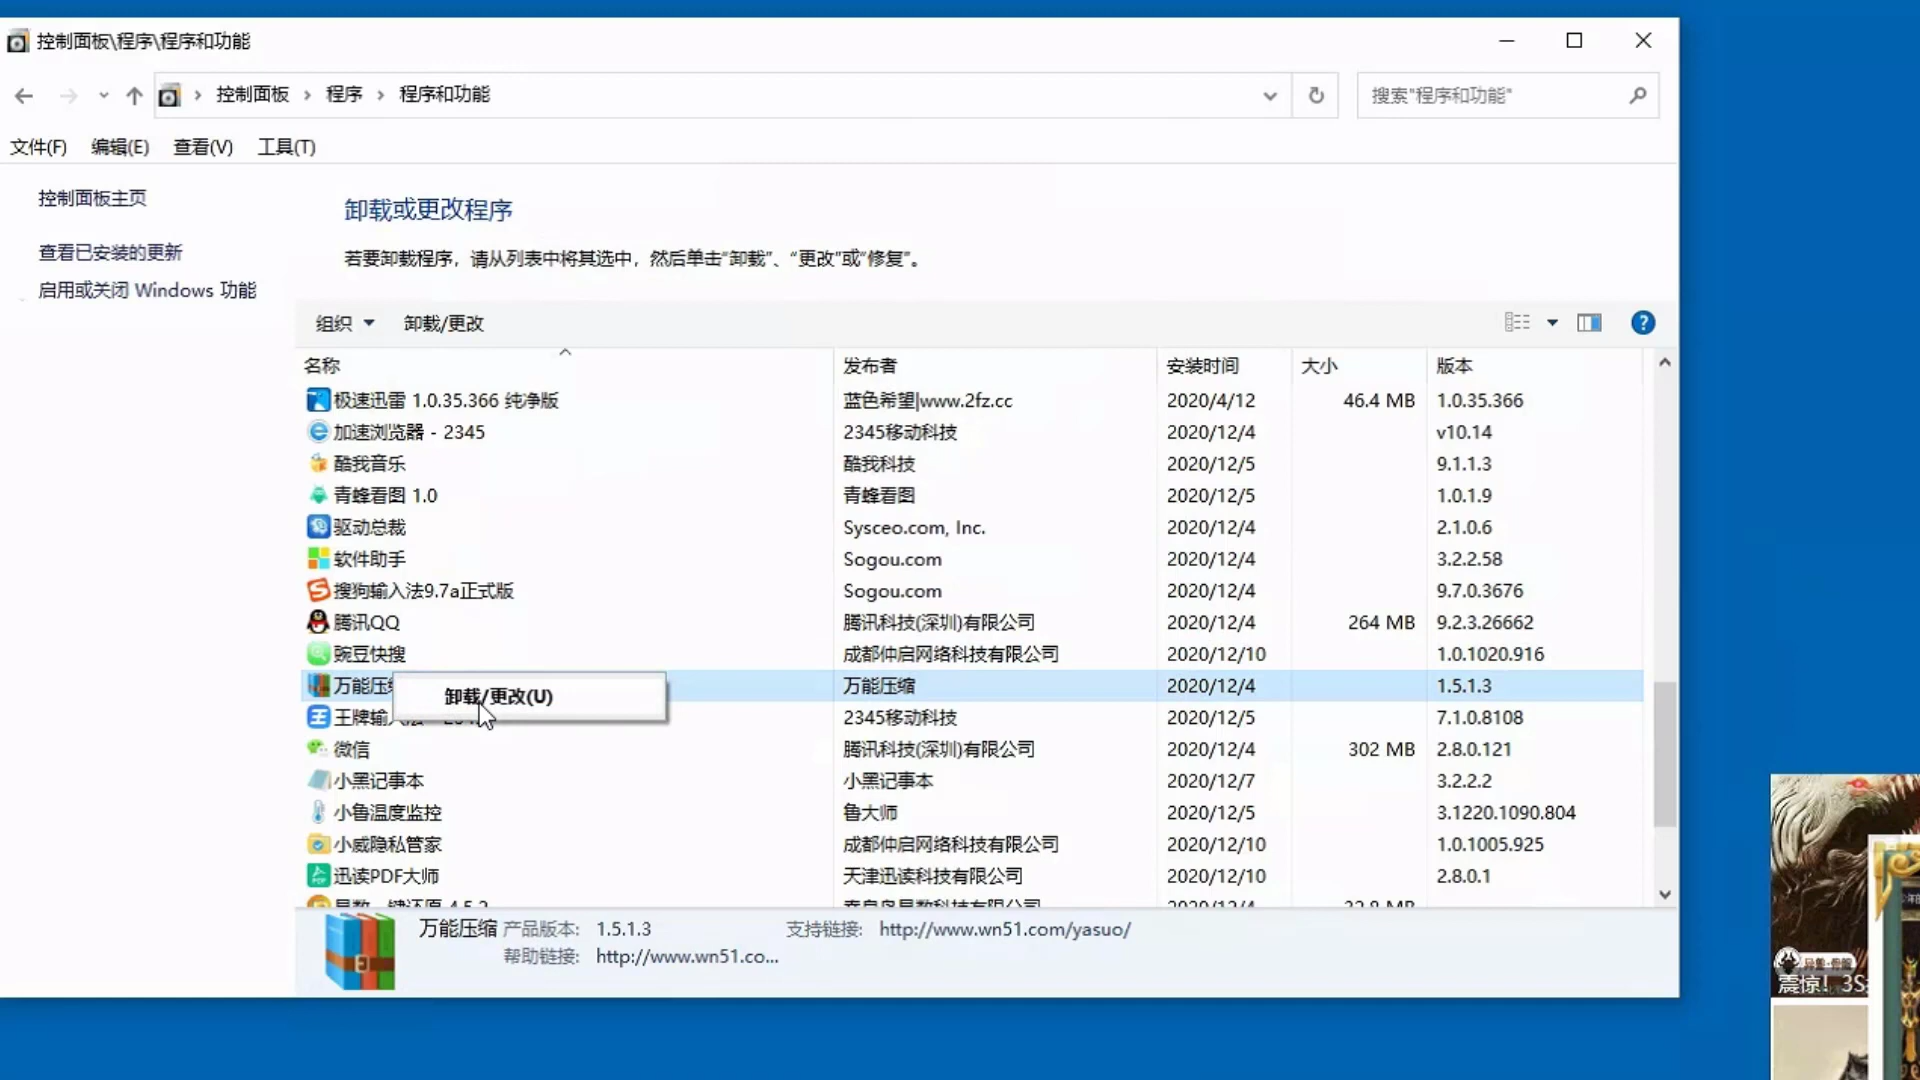 控制面板\程序\程序和功能
控制面板 › 程序 › 程序和功能
搜索"程序和功能"
文件(F) 编辑(E) 查看(V) 工具(T)
控制面板主页
查看已安装的更新
启用或关闭 Windows 功能
卸载或更改程序
若要卸载程序，请从列表中将其选中，然后单击“卸载”、“更改”或“修复”。
组织 卸载/更改
名称 发布者 安装时间 大小 版本
极速迅雷 1.0.35.366 纯净版 蓝色希望|www.2fz.cc 2020/4/12 46.4 MB 1.0.35.366
加速浏览器 - 2345 2345移动科技 2020/12/4 v10.14
酷我音乐 酷我科技 2020/12/5 9.1.1.3
青蜂看图 1.0 青蜂看图 2020/12/5 1.0.1.9
驱动总裁 Sysceo.com, Inc. 2020/12/4 2.1.0.6
软件助手 Sogou.com 2020/12/4 3.2.2.58
搜狗输入法9.7a正式版 Sogou.com 2020/12/4 9.7.0.3676
腾讯QQ 腾讯科技(深圳)有限公司 2020/12/4 264 MB 9.2.3.26662
豌豆快搜 成都仲启网络科技有限公司 2020/12/10 1.0.1020.916
万能压 万能压缩 2020/12/4 1.5.1.3
卸载/更改(U)
王牌输 2345移动科技 2020/12/5 7.1.0.8108
微信 腾讯科技(深圳)有限公司 2020/12/4 302 MB 2.8.0.121
小黑记事本 小黑记事本 2020/12/7 3.2.2.2
小鲁温度监控 鲁大师 2020/12/5 3.1220.1090.804
小威隐私管家 成都仲启网络科技有限公司 2020/12/10 1.0.1005.925
迅读PDF大师 天津迅读科技有限公司 2020/12/10 2.8.0.1
万能压缩 产品版本: 1.5.1.3 支持链接: http://www.wn51.com/yasuo/
帮助链接: http://www.wn51.co...
震惊！3S